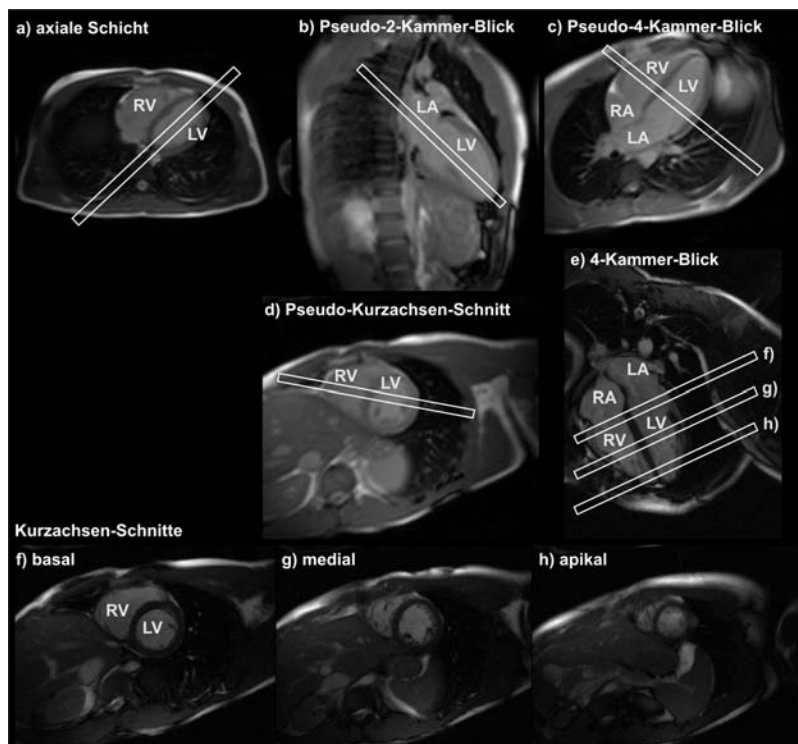 a) axiale Schicht
RV
LV
b) Pseudo-2-Kammer-Blick
LA
LV
c) Pseudo-4-Kammer-Blick
RV
LV
RA
LA
d) Pseudo-Kurzachsen-Schnitt
RV
LV
e) 4-Kammer-Blick
LA
RA
LV
RV
f)
g)
h)
Kurzachsen-Schnitte
f) basal
RV
LV
g) medial
h) apikal